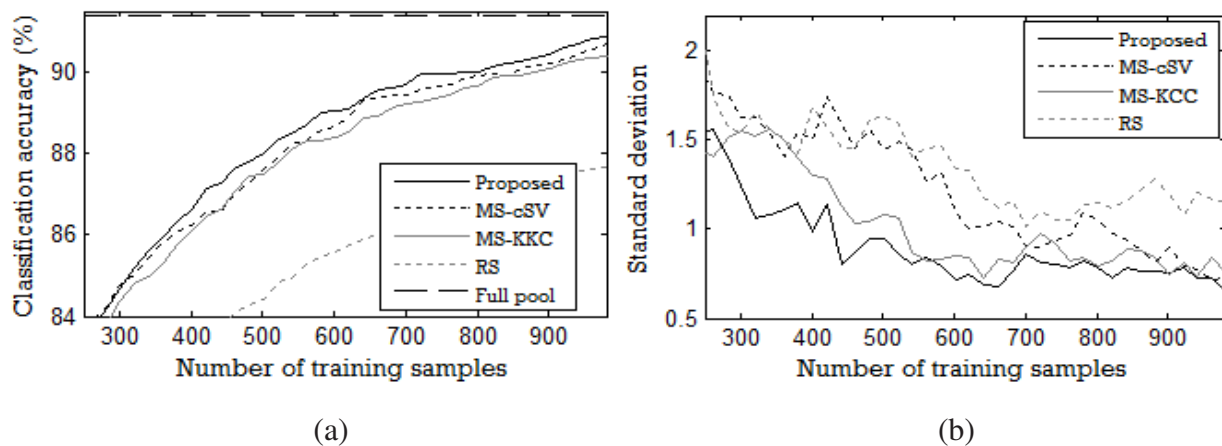 Classification accuracy (%)
90
88
86
84
300 400 500 600 700 800 900
Number of training samples
Proposed
MS-cSV
MS-KKC
RS
Full pool
(a)
Standard deviation
2
1.5
1
0.5
300 400 500 600 700 800 900
Number of training samples
Proposed
MS-cSV
MS-KCC
RS
(b)